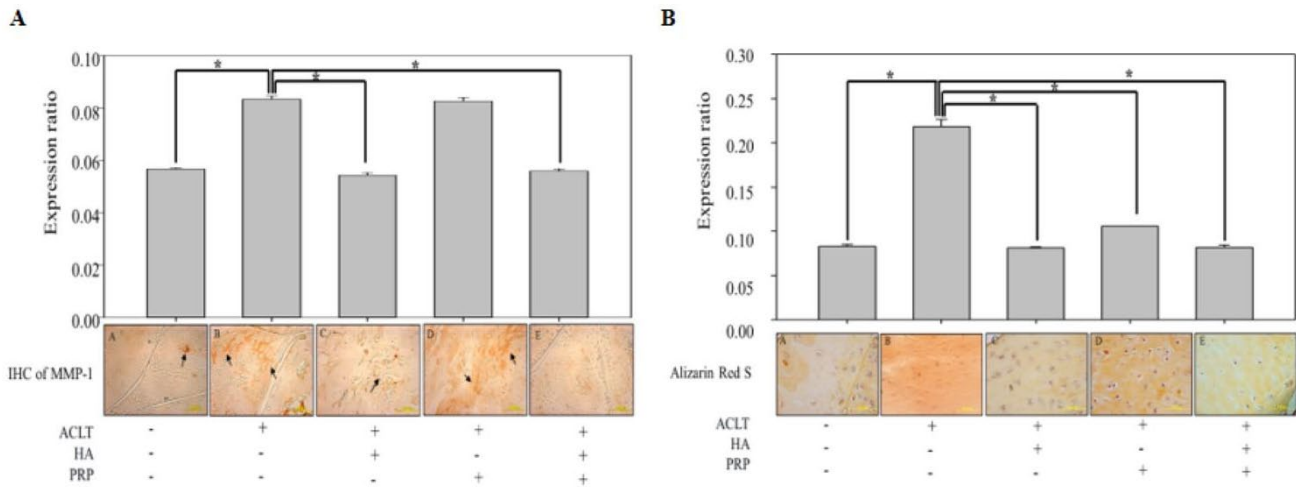 A
B
0.10
0.08
0.06
0.04
0.02
0.00
Expression ratio
* * *
A B C D E
IHC of MMP-1
ACLT - + + + +
HA - - + - +
PRP - - - + +
0.30
0.25
0.20
0.15
0.10
0.05
0.00
Expression ratio
* * * *
A B C D E
Alizarin Red S
ACLT - + + + +
HA - - + - +
PRP - - - + +